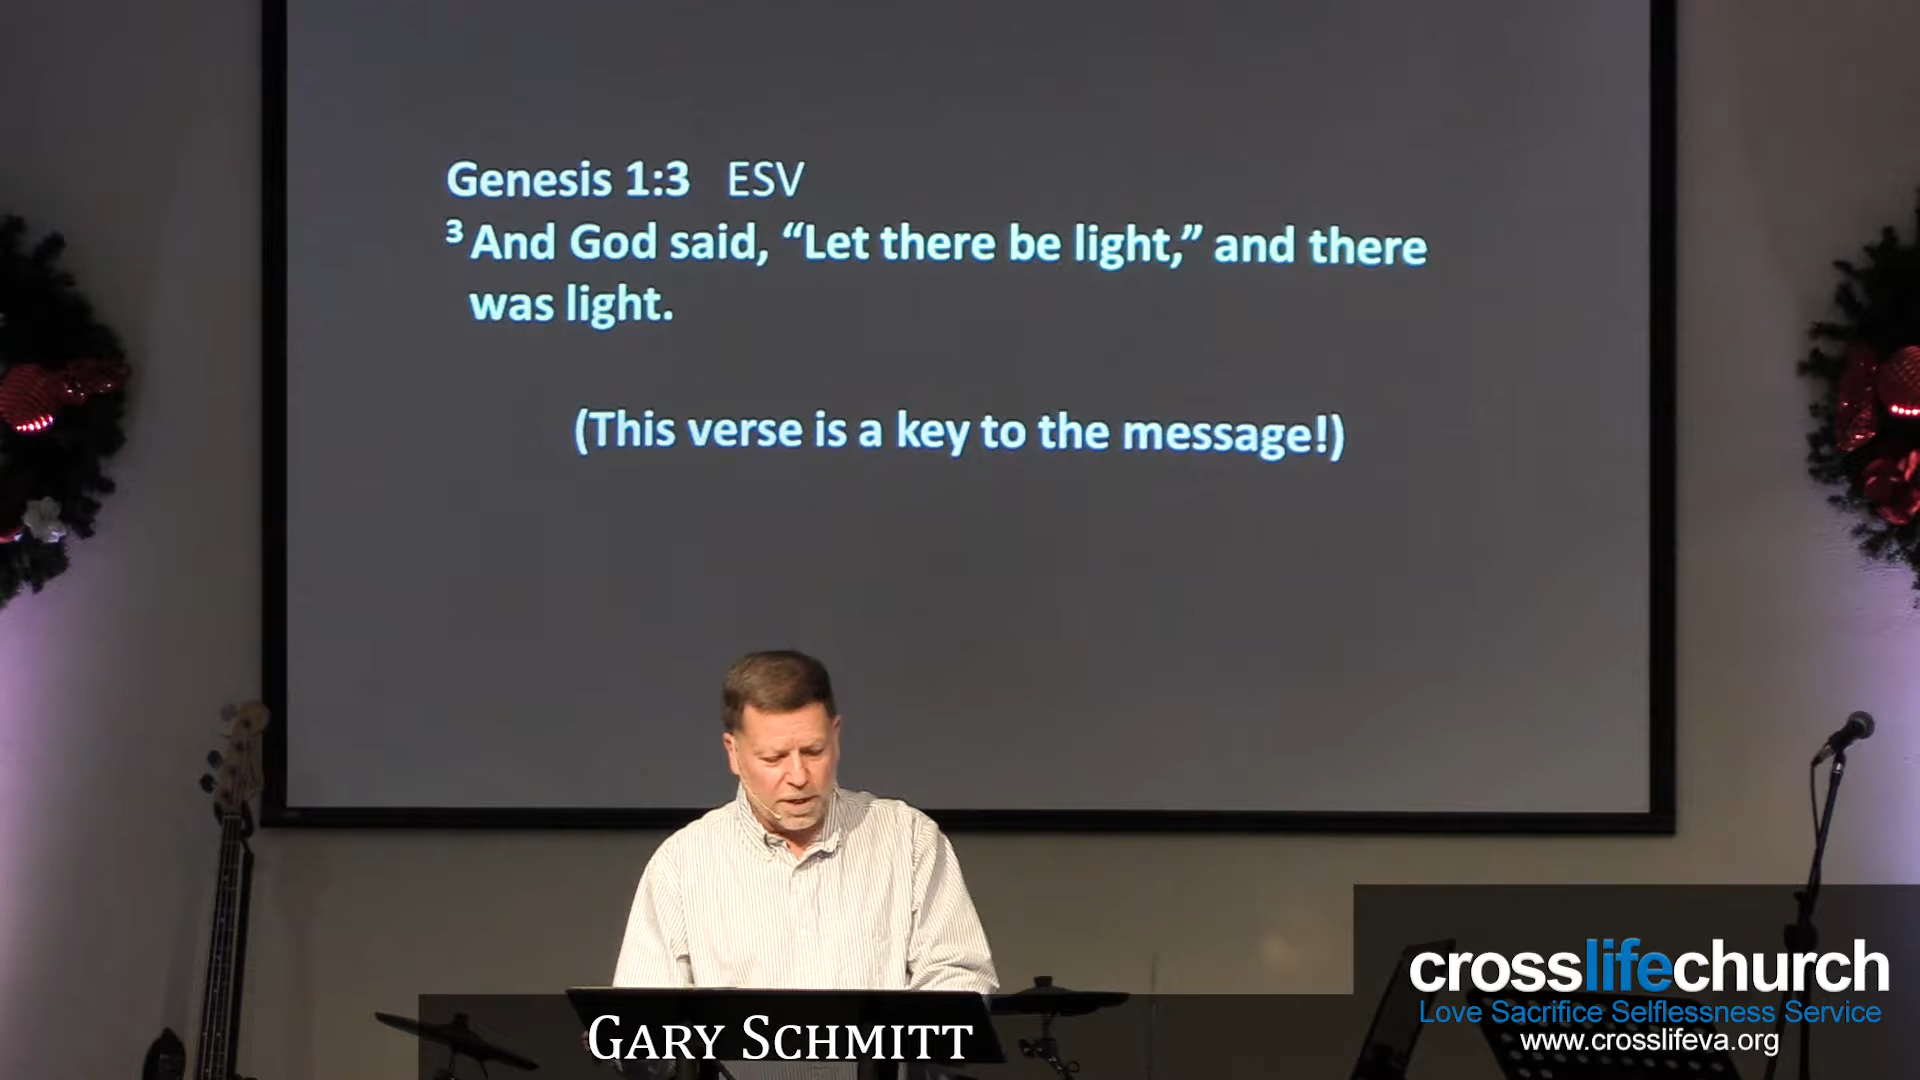 Genesis 1:3 ESV
3 And God said, “Let there be light,” and there
was light.
(This verse is a key to the message!)
GARY SCHMITT
crosslifechurch
Love Sacrifice Selflessness Service
www.crosslifeva.org